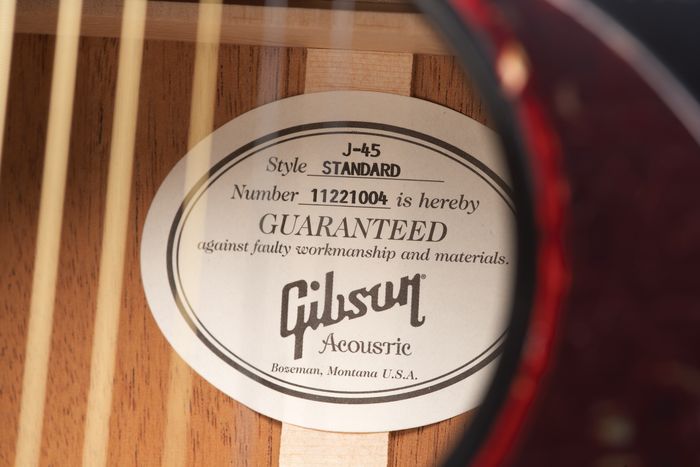 J-45
Style STANDARD
Number 11221004 is hereby
GUARANTEED
against faulty workmanship and materials.
Gibson®
Acoustic
Bozeman, Montana U.S.A.